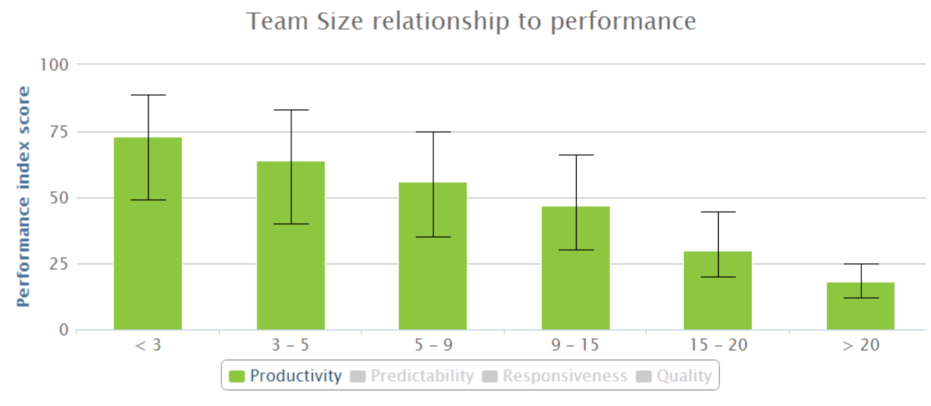 Team Size relationship to performance
Performance index score
100
75
50
25
0
< 3
3 – 5
5 – 9
9 – 15
15 – 20
> 20
Productivity Predictability Responsiveness Quality